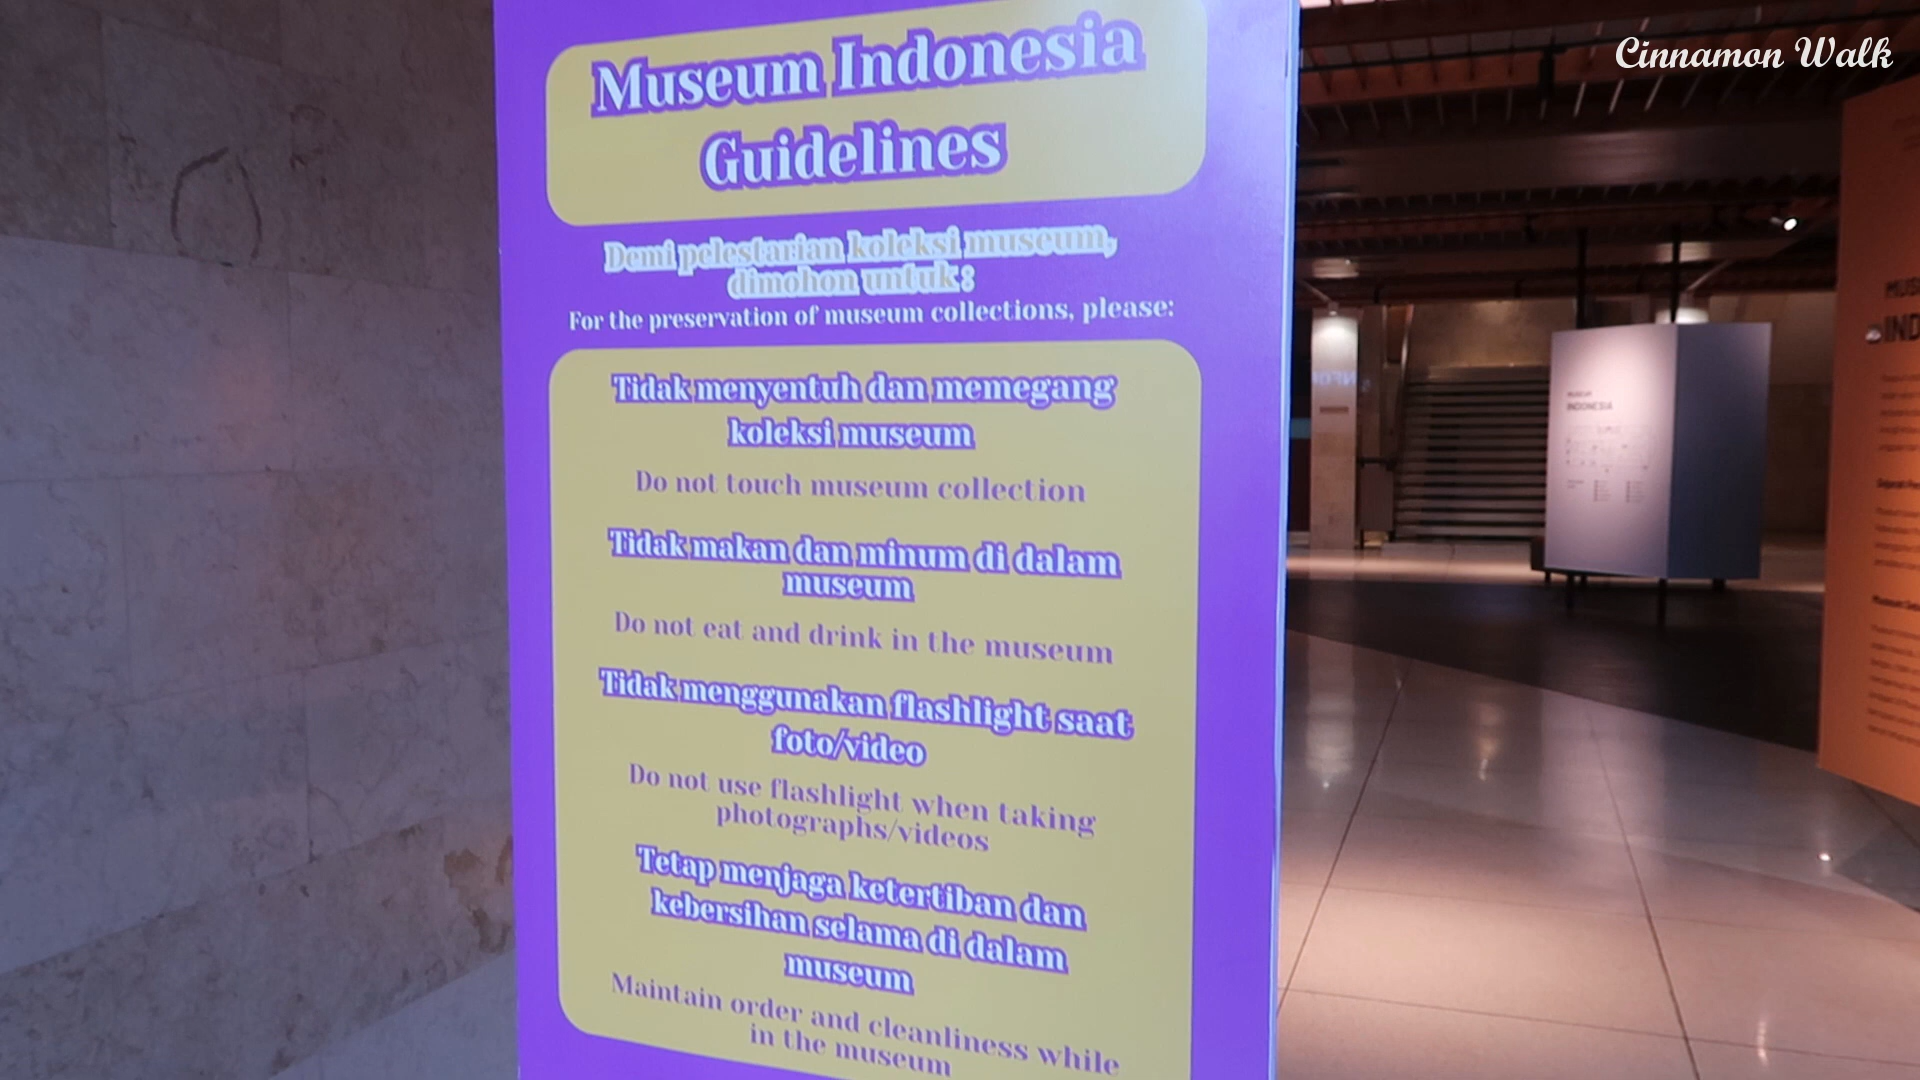 Cinnamon Walk
Museum Indonesia
Guidelines
Demi pelestarian koleksi museum,
dimohon untuk :
For the preservation of museum collections, please:
Tidak menyentuh dan memegang
koleksi museum
Do not touch museum collection
Tidak makan dan minum di dalam
museum
Do not eat and drink in the museum
Tidak menggunakan flashlight saat
foto/video
Do not use flashlight when taking
photographs/videos
Tetap menjaga ketertiban dan
kebersihan selama di dalam
museum
Maintain order and cleanliness while
in the museum
MUSEUM
INDONESIA